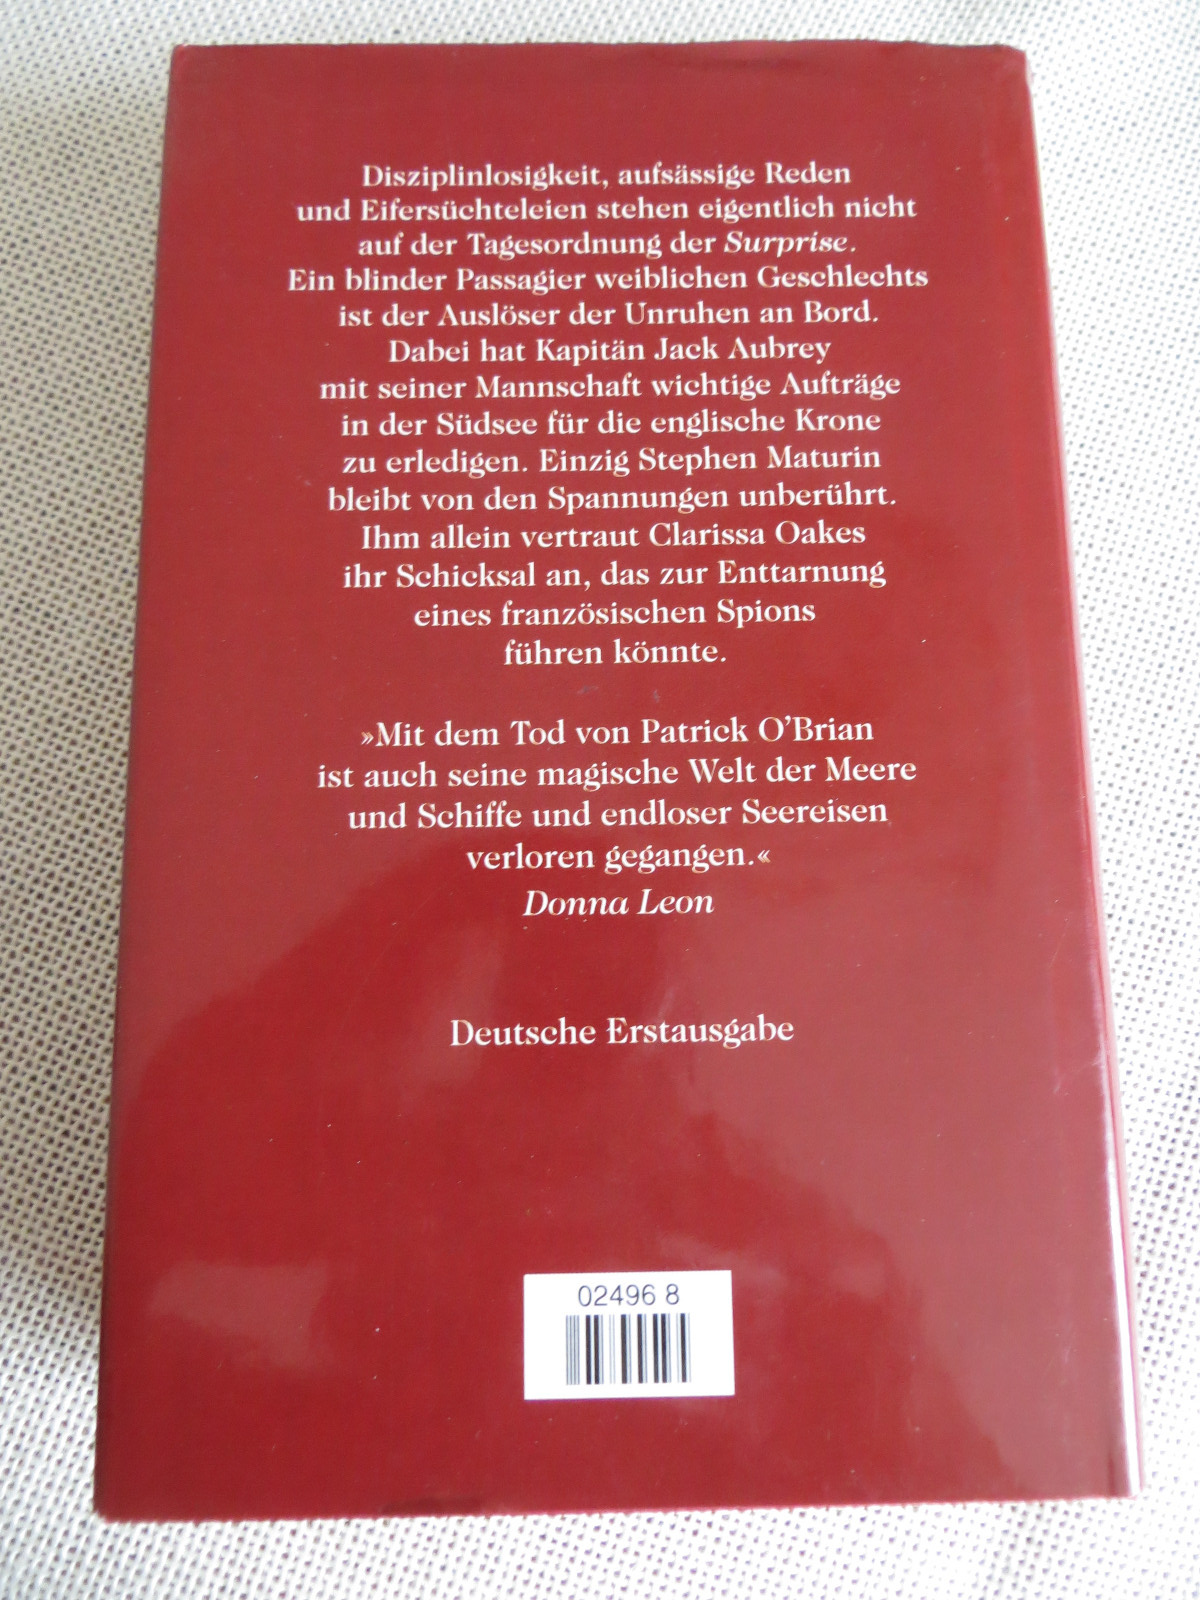 Disziplinlosigkeit, aufsässige Reden
und Eifersüchteleien stehen eigentlich nicht
auf der Tagesordnung der Surprise.
Ein blinder Passagier weiblichen Geschlechts
ist der Auslöser der Unruhen an Bord.
Dabei hat Kapitän Jack Aubrey
mit seiner Mannschaft wichtige Aufträge
in der Südsee für die englische Krone
zu erledigen. Einzig Stephen Maturin
bleibt von den Spannungen unberührt.
Ihm allein vertraut Clarissa Oakes
ihr Schicksal an, das zur Enttarnung
eines französischen Spions
führen könnte.
»Mit dem Tod von Patrick O’Brian
ist auch seine magische Welt der Meere
und Schiffe und endloser Seereisen
verloren gegangen.«
Donna Leon
Deutsche Erstausgabe
02496 8